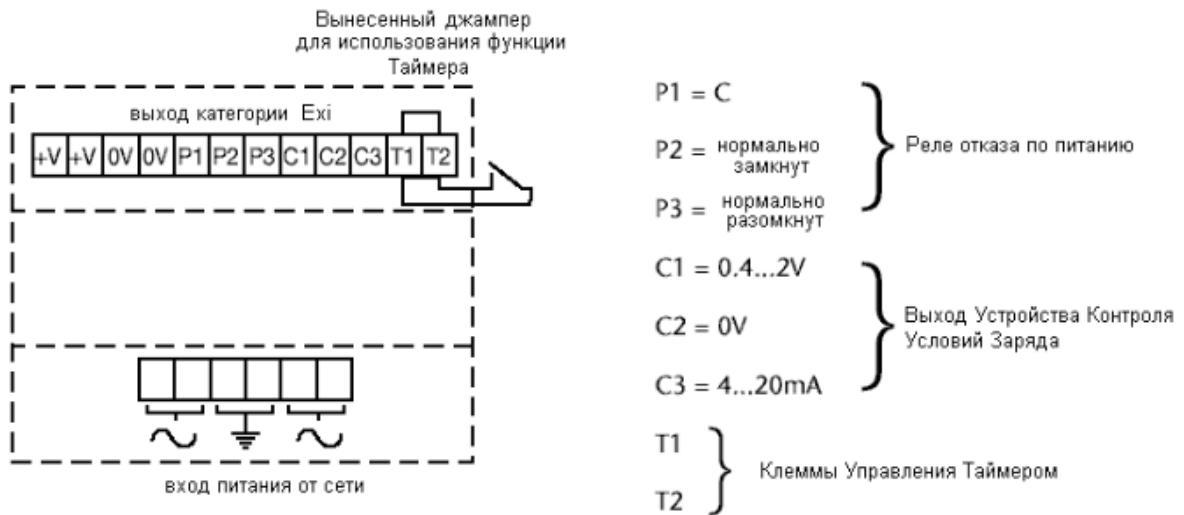 Вынесенный джампер
для использования функции
Таймера
выход категории Exi
+V +V 0V 0V P1 P2 P3 C1 C2 C3 T1 T2
вход питания от сети
P1 = C
P2 = нормально
замкнут
P3 = нормально
разомкнут
Реле отказа по питанию
C1 = 0.4...2V
C2 = 0V
C3 = 4...20mA
Выход Устройства Контроля
Условий Заряда
T1
T2
Клеммы Управления Таймером